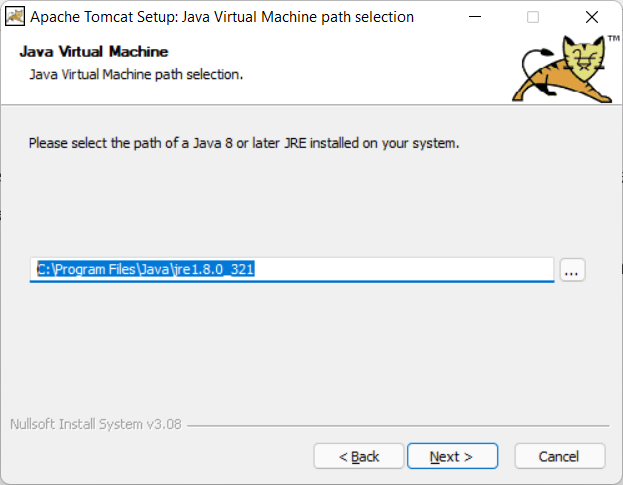 Apache Tomcat Setup: Java Virtual Machine path selection
Java Virtual Machine
Java Virtual Machine path selection.
TM
Please select the path of a Java 8 or later JRE installed on your system.
C:\Program Files\Java\jre1.8.0_321
...
Nullsoft Install System v3.08
< Back
Next >
Cancel